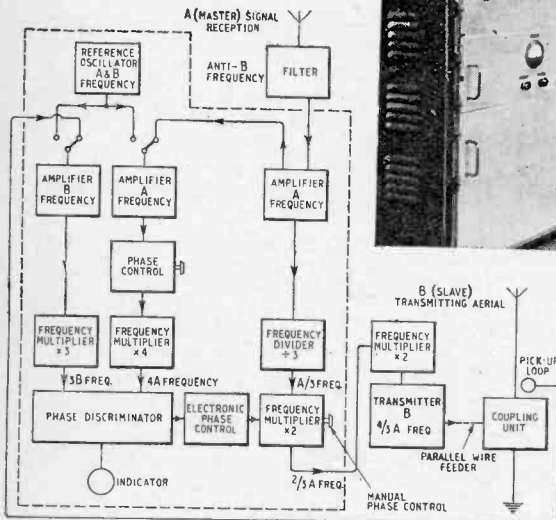 A (MASTER) SIGNAL
RECEPTION
REFERENCE
OSCILLATOR
A & B
FREQUENCY
ANTI-B
FREQUENCY
FILTER
AMPLIFIER
B
FREQUENCY
AMPLIFIER
A
FREQUENCY
AMPLIFIER
A
FREQUENCY
PHASE
CONTROL
FREQUENCY
MULTIPLIER
×3
FREQUENCY
MULTIPLIER
×4
FREQUENCY
DIVIDER
÷3
3B FREQ.
4A FREQUENCY
A/3 FREQ.
PHASE DISCRIMINATOR
ELECTRONIC
PHASE
CONTROL
FREQUENCY
MULTIPLIER
×2
INDICATOR
2/3 A FREQ.
MANUAL
PHASE CONTROL
B (SLAVE)
TRANSMITTING AERIAL
FREQUENCY
MULTIPLIER
×2
PICK-UP
LOOP
TRANSMITTER
B
4/3 A FREQ
COUPLING
UNIT
PARALLEL WIRE
FEEDER